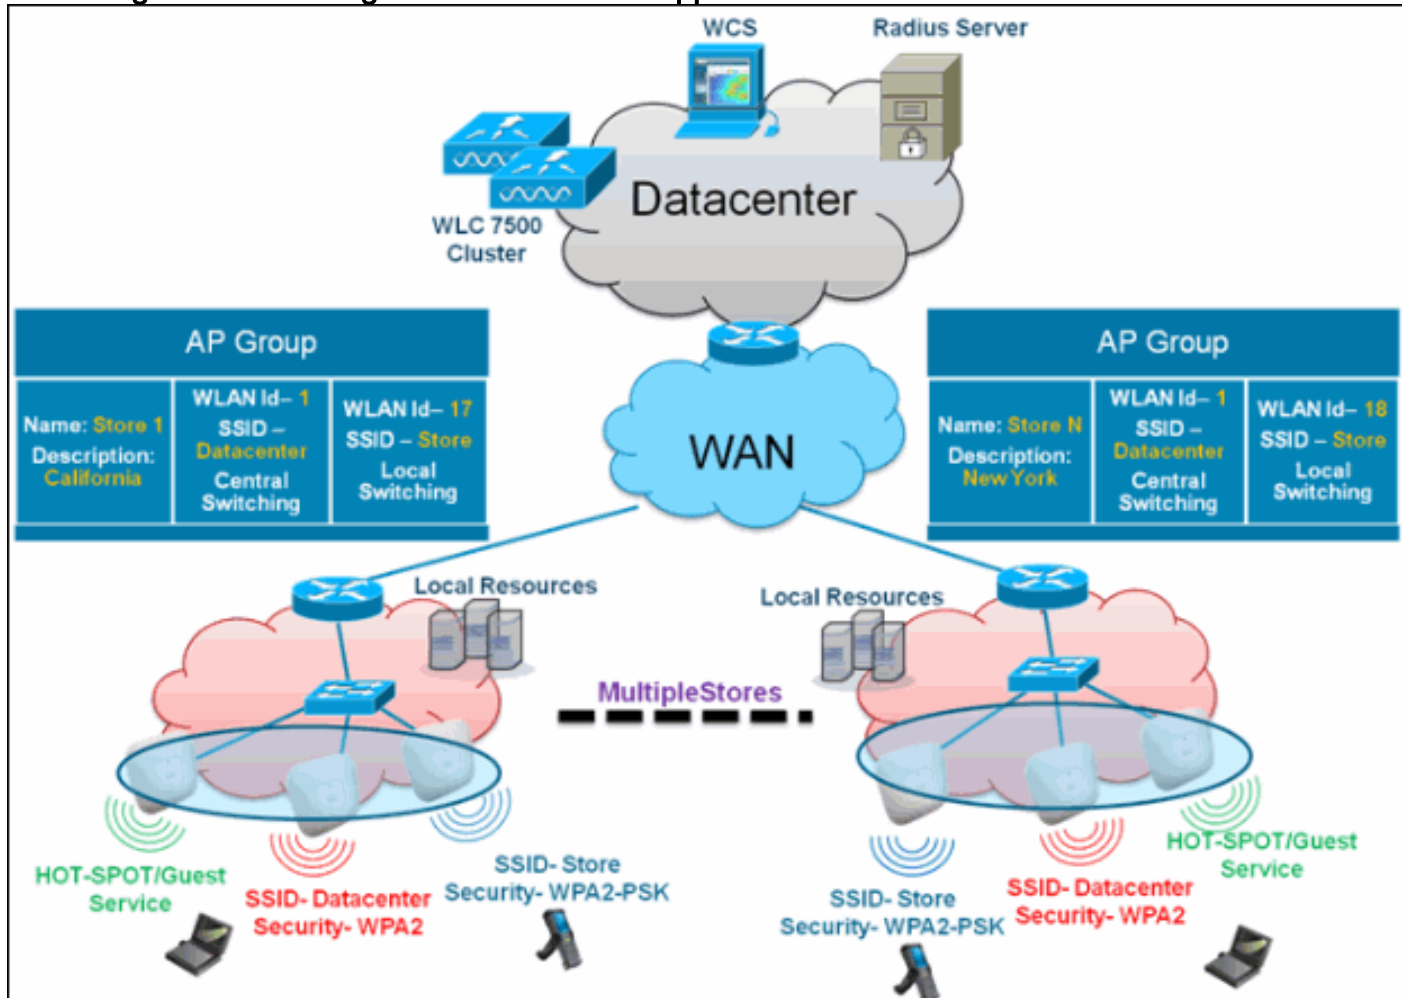 WCS
Radius Server
Datacenter
WLC 7500
Cluster
AP Group
Name: Store 1
Description:
California
WLAN Id– 1
SSID –
Datacenter
Central
Switching
WLAN Id– 17
SSID – Store
Local
Switching
WAN
AP Group
Name: Store N
Description:
NewYork
WLAN Id– 1
SSID –
Datacenter
Central
Switching
WLAN Id– 18
SSID – Store
Local
Switching
Local Resources
Local Resources
MultipleStores
HOT-SPOT/Guest
Service
SSID- Datacenter
Security- WPA2
SSID- Store
Security- WPA2-PSK
SSID- Store
Security- WPA2-PSK
SSID- Datacenter
Security- WPA2
HOT-SPOT/Guest
Service